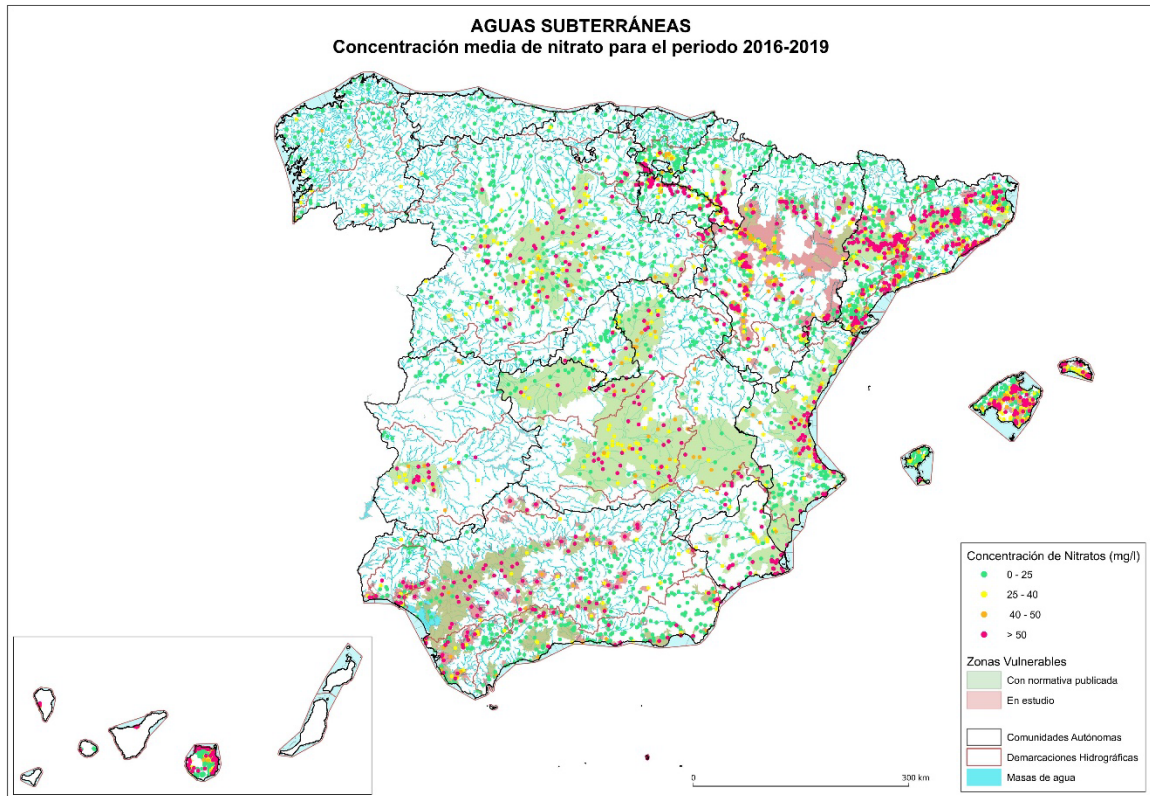 AGUAS SUBTERRÁNEAS
Concentración media de nitrato para el periodo 2016-2019
Concentración de Nitratos (mg/l)
0 - 25
25 - 40
40 - 50
> 50
Zonas Vulnerables
Con normativa publicada
En estudio
Comunidades Autónomas
Demarcaciones Hidrográficas
Masas de agua
0 300 km